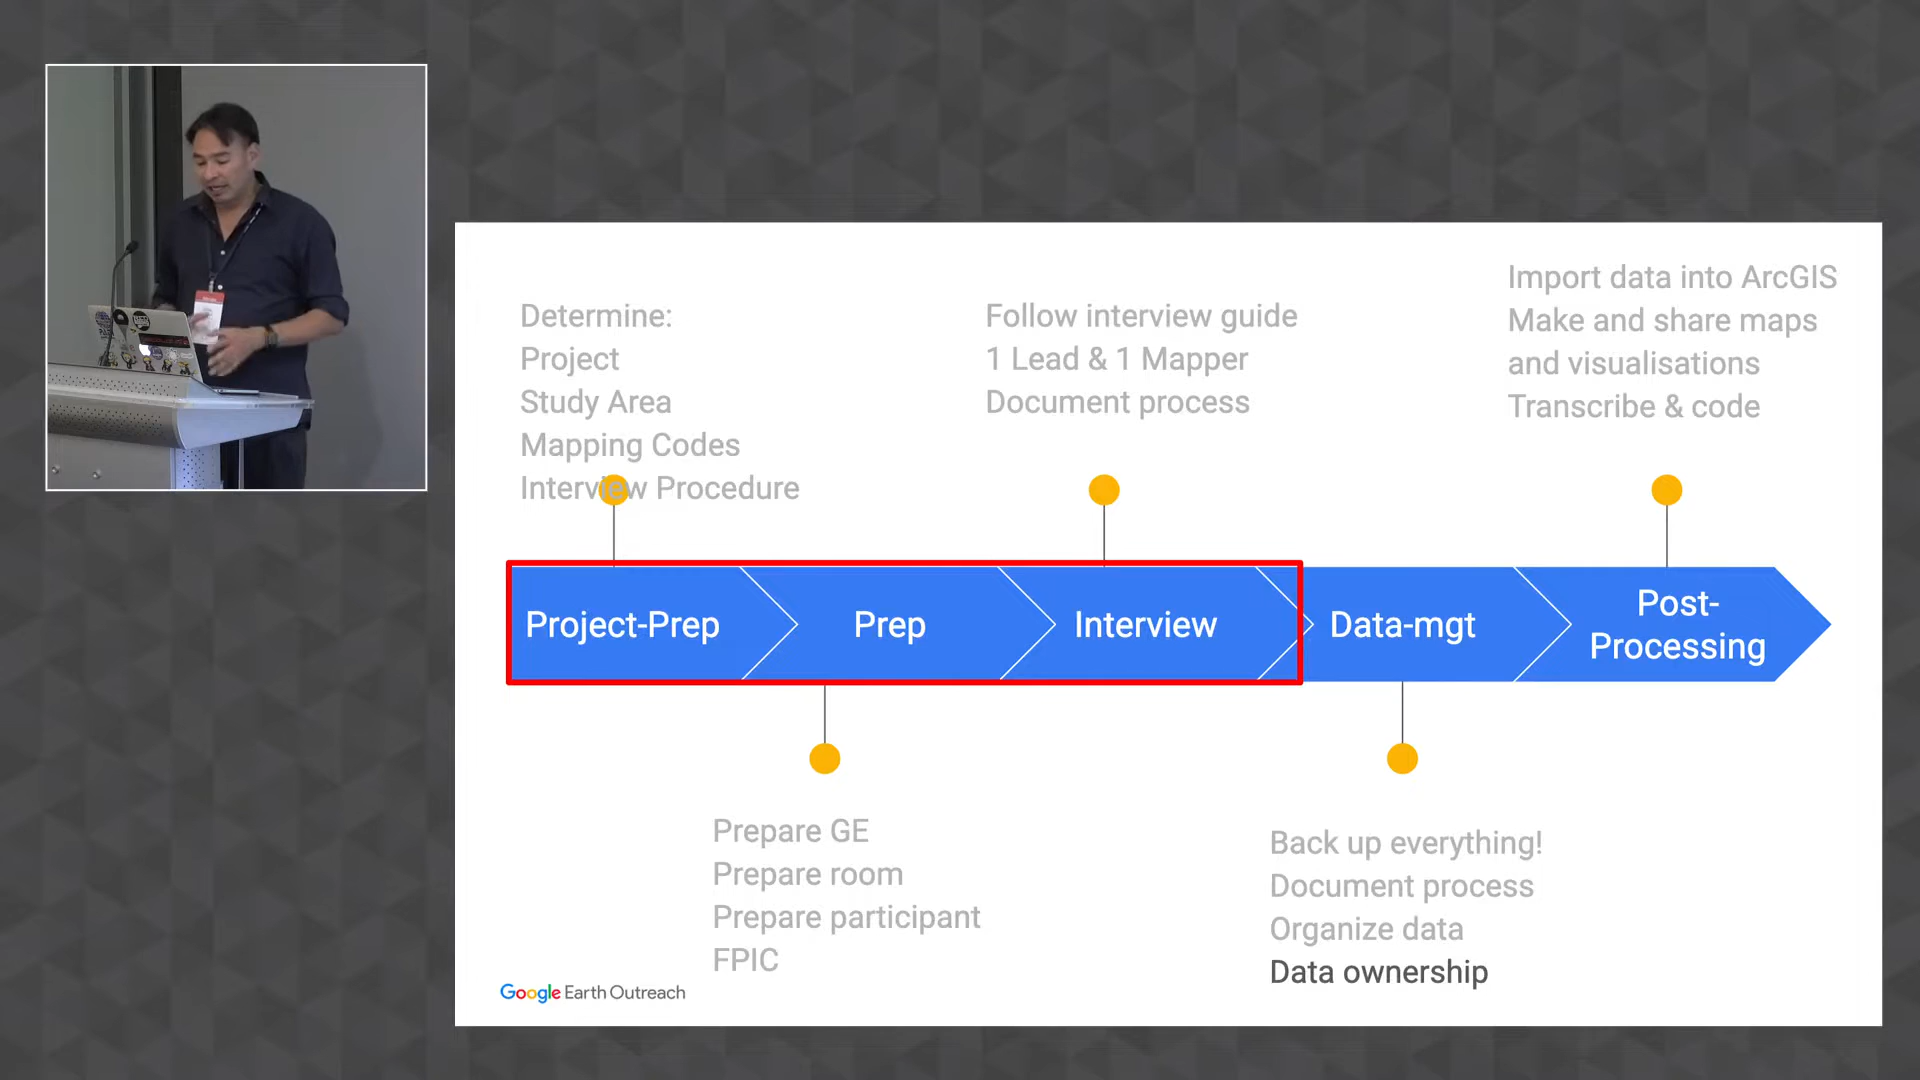 Determine:
Project
Study Area
Mapping Codes
Interview Procedure
Follow interview guide
1 Lead & 1 Mapper
Document process
Import data into ArcGIS
Make and share maps
and visualisations
Transcribe & code
Project-Prep
Prep
Interview
Data-mgt
Post-
Processing
Prepare GE
Prepare room
Prepare participant
FPIC
Back up everything!
Document process
Organize data
Data ownership
Google Earth Outreach